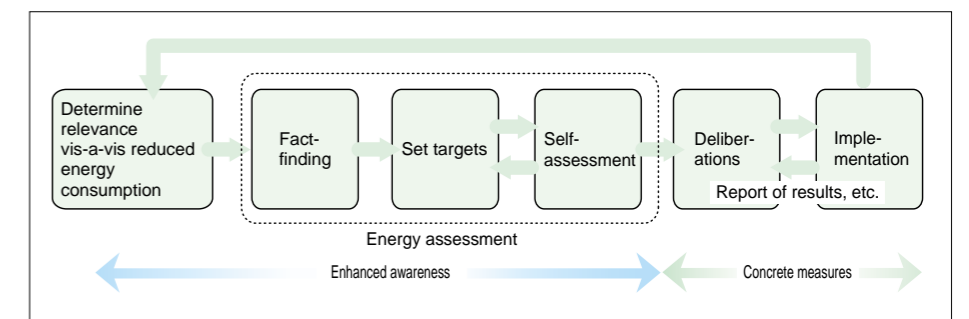 Determine
relevance
vis-a-vis reduced
energy
consumption
Fact-
finding
Set targets
Self-
assessment
Deliber-
ations
Imple-
mentation
Report of results, etc.
Energy assessment
Enhanced awareness
Concrete measures